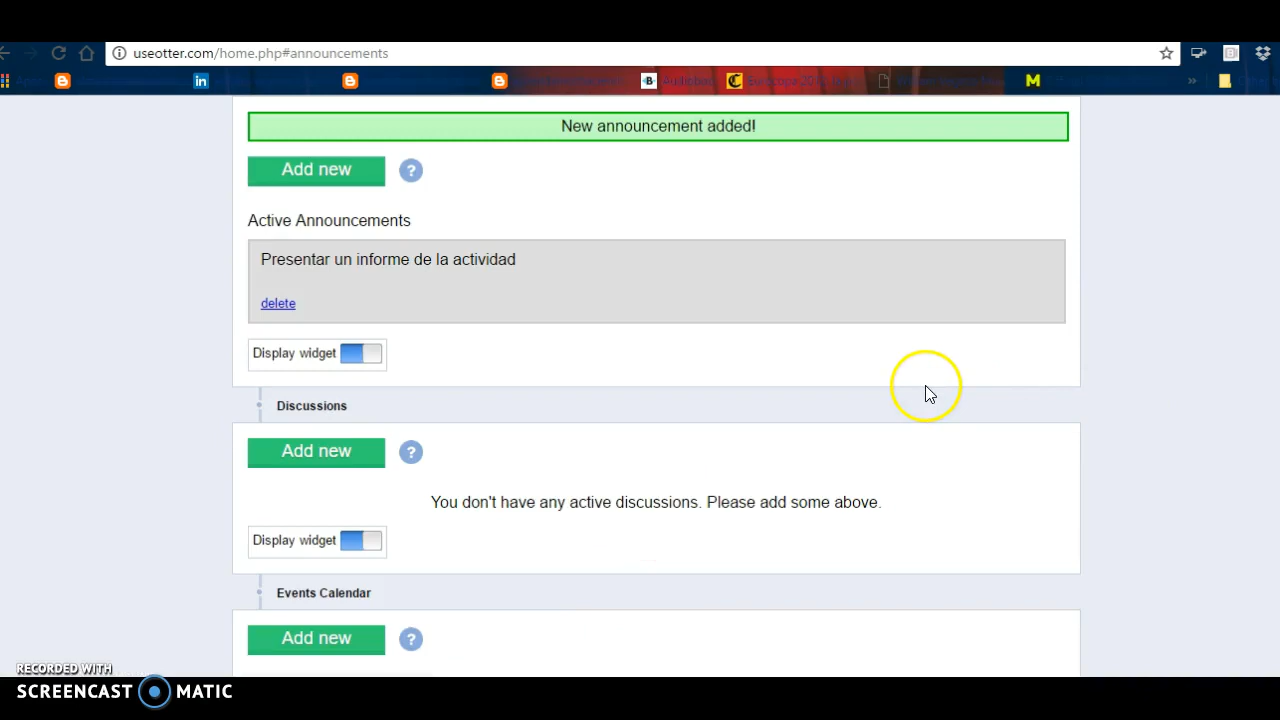 useotter.com/home.php#announcements
New announcement added!
Add new ?
Active Announcements
Presentar un informe de la actividad
delete
Display widget
Discussions
Add new ?
You don't have any active discussions. Please add some above.
Display widget
Events Calendar
Add new ?
RECORDED WITH
SCREENCAST MATIC